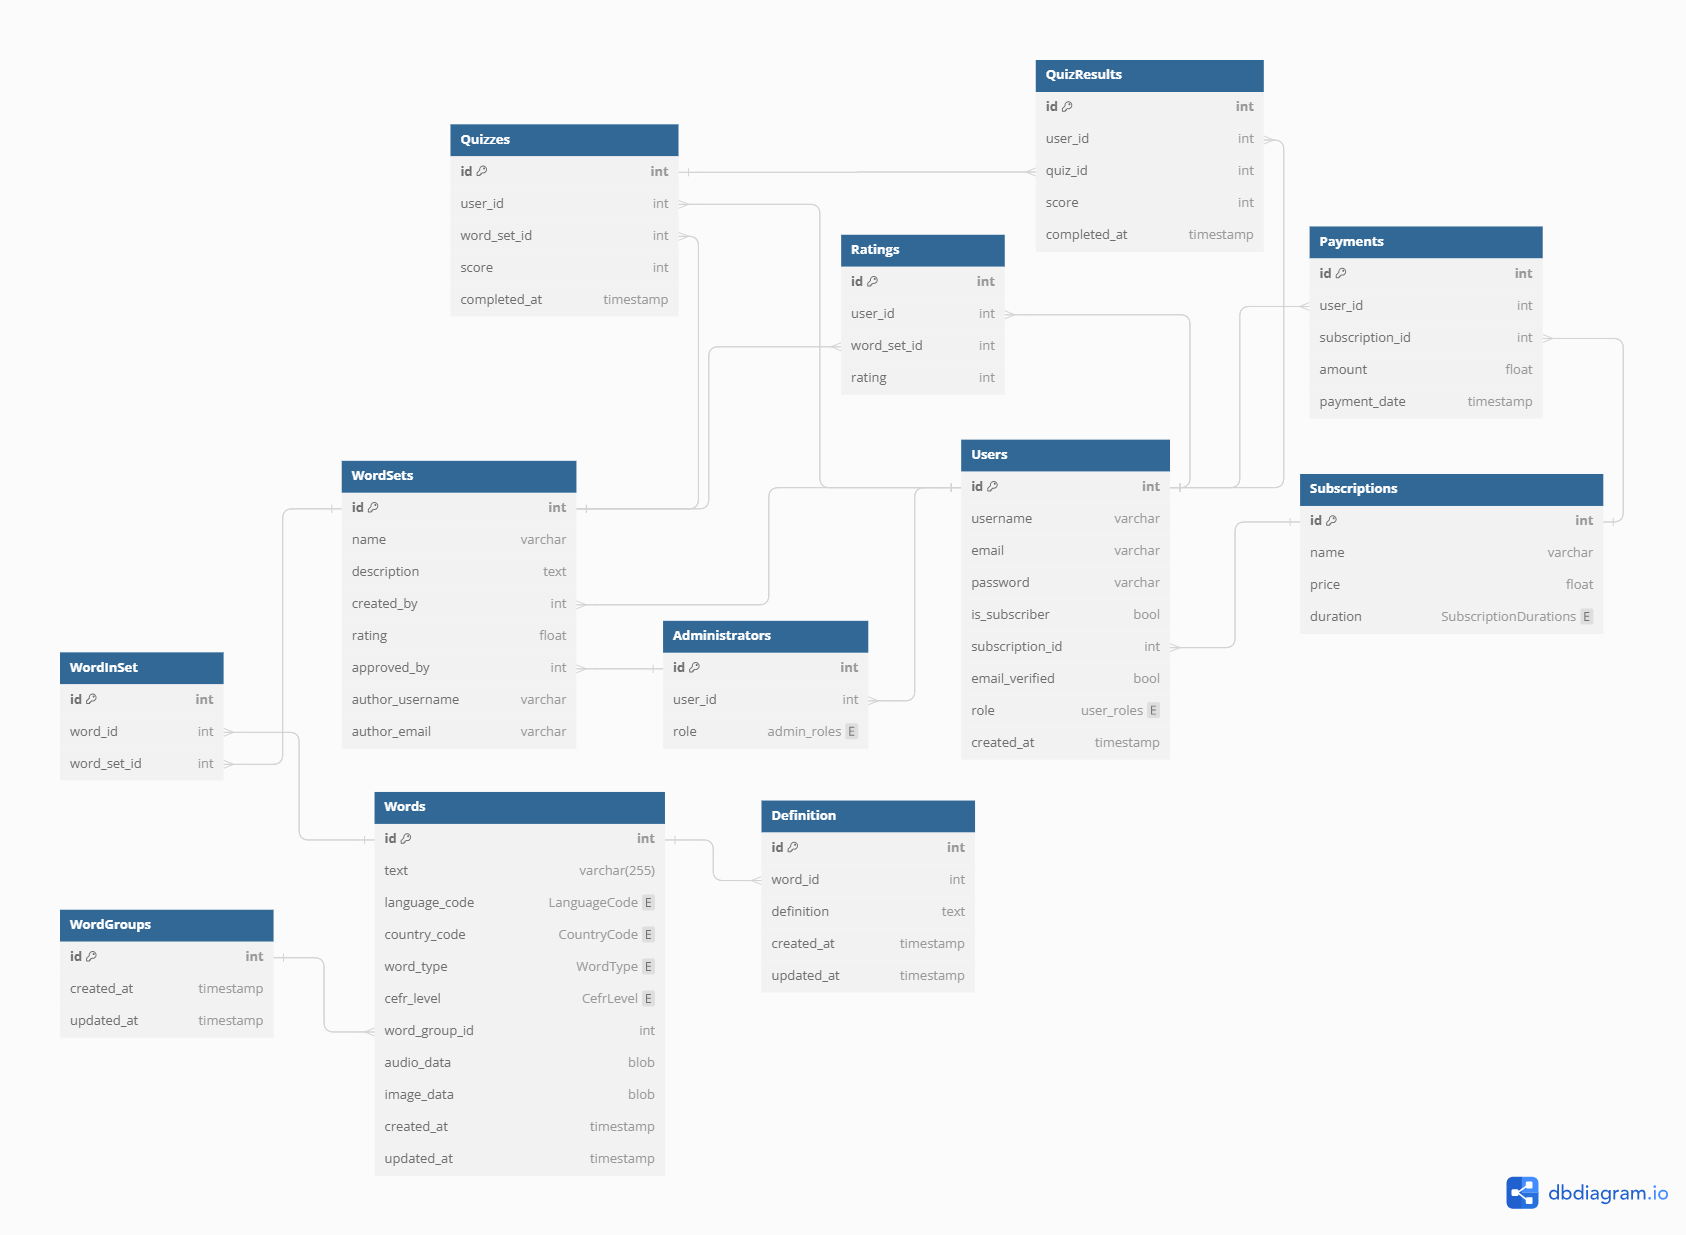 QuizResults
id int
user_id int
quiz_id int
score int
completed_at timestamp
Quizzes
id int
user_id int
word_set_id int
score int
completed_at timestamp
Ratings
id int
user_id int
word_set_id int
rating int
Payments
id int
user_id int
subscription_id int
amount float
payment_date timestamp
Users
id int
username varchar
email varchar
password varchar
is_subscriber bool
subscription_id int
email_verified bool
role user_roles E
created_at timestamp
Subscriptions
id int
name varchar
price float
duration SubscriptionDurations E
WordSets
id int
name varchar
description text
created_by int
rating float
approved_by int
author_username varchar
author_email varchar
Administrators
id int
user_id int
role admin_roles E
WordInSet
id int
word_id int
word_set_id int
Words
id int
text varchar(255)
language_code LanguageCode E
country_code CountryCode E
word_type WordType E
cefr_level CefrLevel E
word_group_id int
audio_data blob
image_data blob
created_at timestamp
updated_at timestamp
Definition
id int
word_id int
definition text
created_at timestamp
updated_at timestamp
WordGroups
id int
created_at timestamp
updated_at timestamp
dbdiagram.io